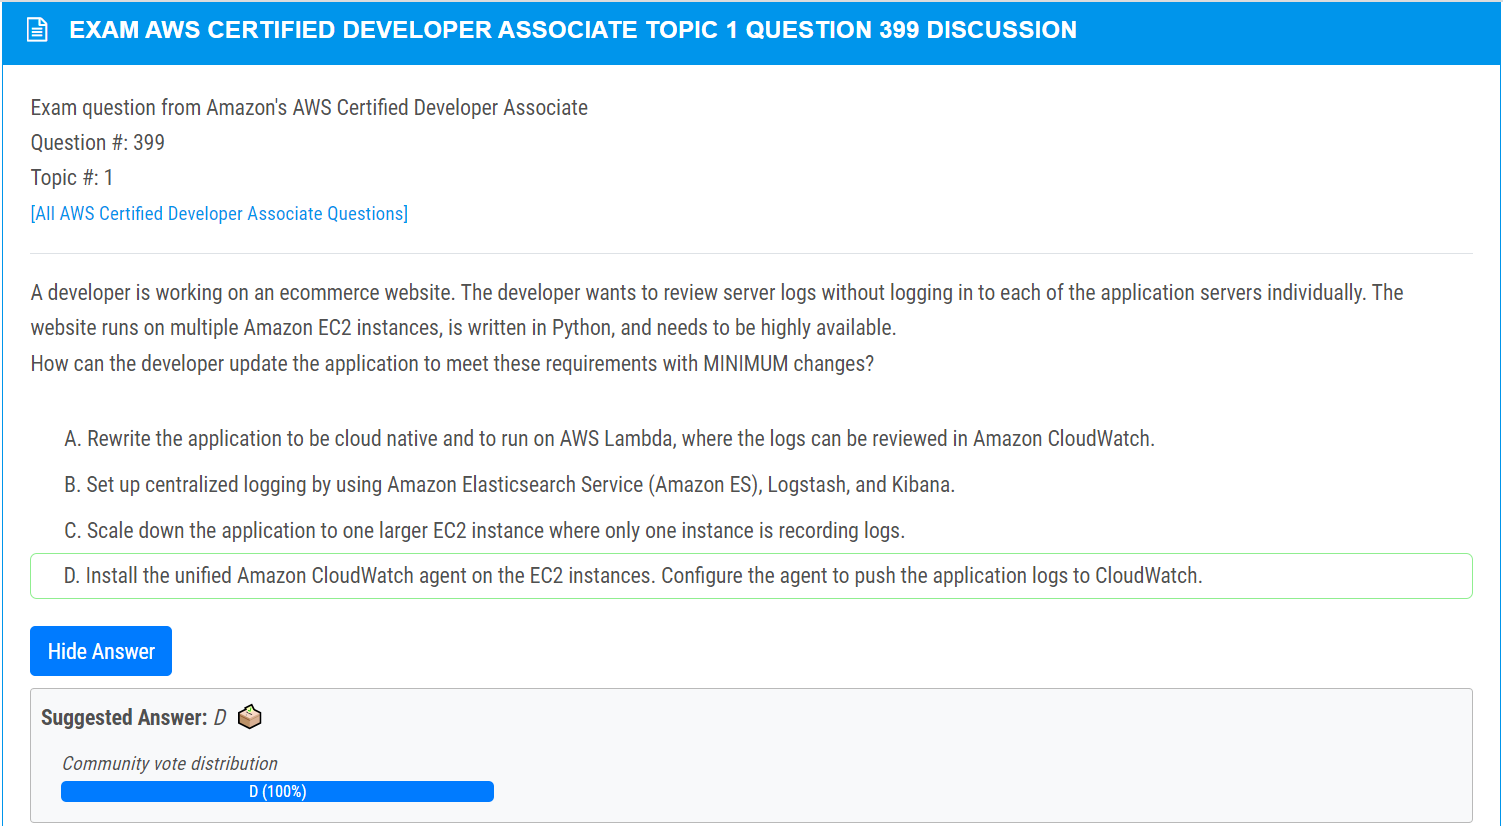 EXAM AWS CERTIFIED DEVELOPER ASSOCIATE TOPIC 1 QUESTION 399 DISCUSSION
Exam question from Amazon's AWS Certified Developer Associate
Question #: 399
Topic #: 1
[All AWS Certified Developer Associate Questions]
A developer is working on an ecommerce website. The developer wants to review server logs without logging in to each of the application servers individually. The
website runs on multiple Amazon EC2 instances, is written in Python, and needs to be highly available.
How can the developer update the application to meet these requirements with MINIMUM changes?
A. Rewrite the application to be cloud native and to run on AWS Lambda, where the logs can be reviewed in Amazon CloudWatch.
B. Set up centralized logging by using Amazon Elasticsearch Service (Amazon ES), Logstash, and Kibana.
C. Scale down the application to one larger EC2 instance where only one instance is recording logs.
D. Install the unified Amazon CloudWatch agent on the EC2 instances. Configure the agent to push the application logs to CloudWatch.
Hide Answer
Suggested Answer: D
Community vote distribution
D (100%)